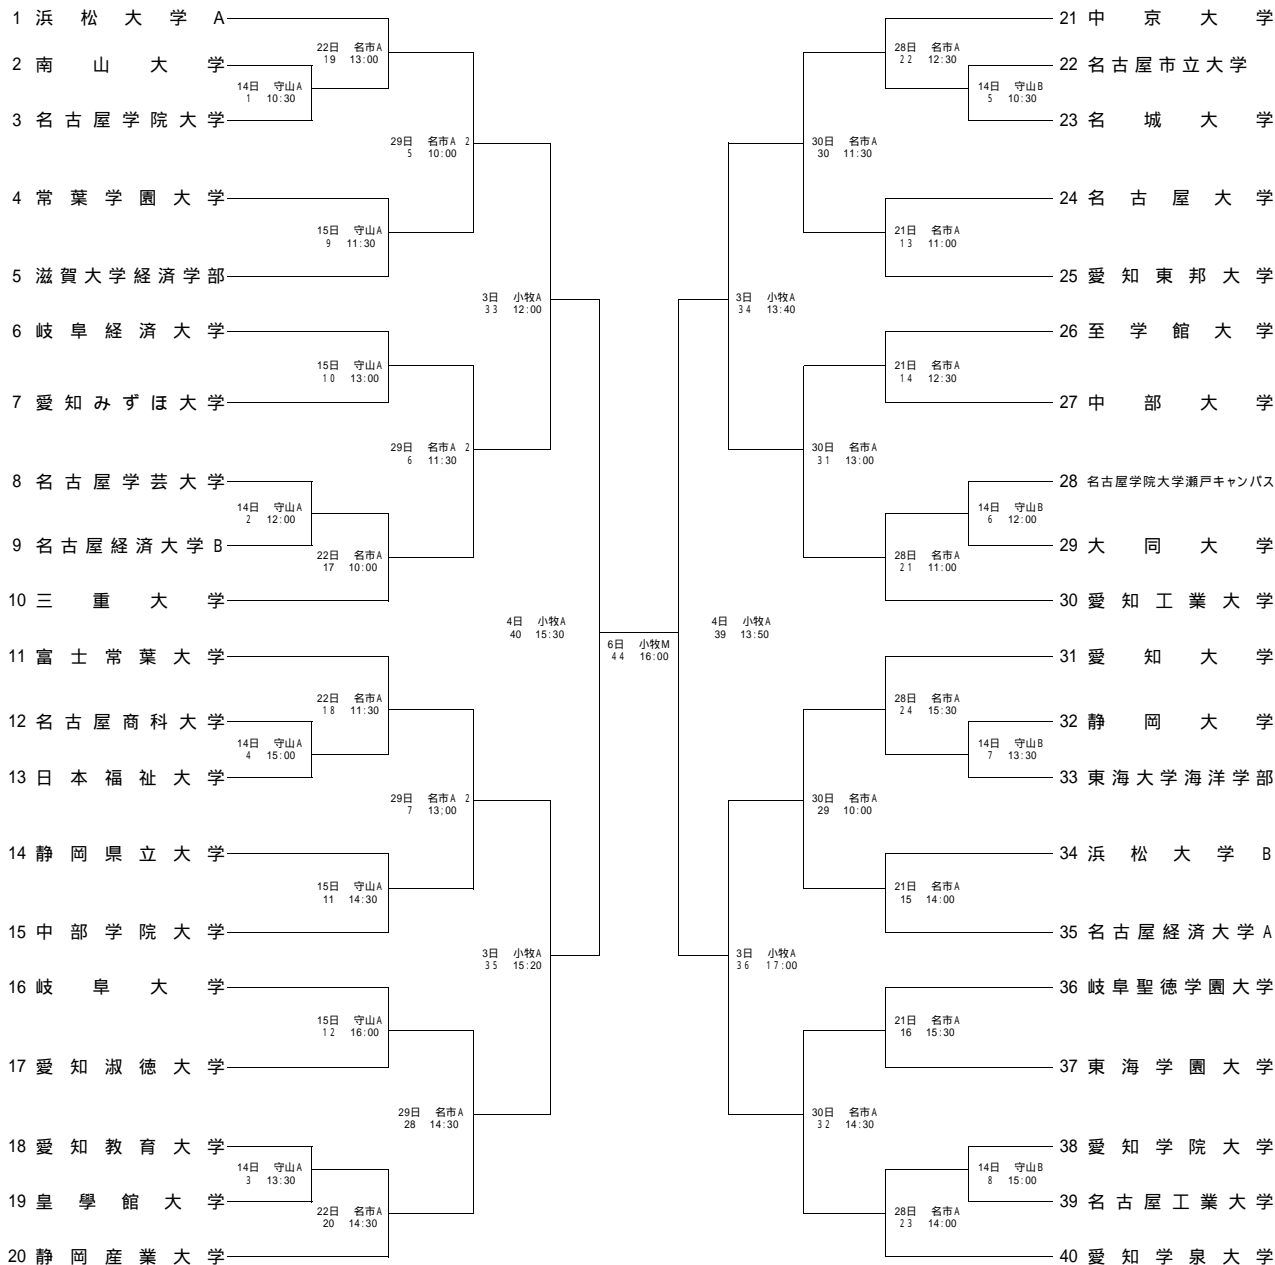 1 浜松大学A
2 南山大学
3 名古屋学院大学
4 常葉学園大学
5 滋賀大学経済学部
6 岐阜経済大学
7 愛知みずほ大学
8 名古屋学芸大学
9 名古屋経済大学B
10 三重大学
11 富士常葉大学
12 名古屋商科大学
13 日本福祉大学
14 静岡県立大学
15 中部学院大学
16 岐阜大学
17 愛知淑徳大学
18 愛知教育大学
19 皇學館大学
20 静岡産業大学
14日 守山A
1 10:30
14日 守山A
2 12:00
14日 守山A
4 15:00
14日 守山A
3 13:30
22日 名市A
19 13:00
15日 守山A
9 11:30
15日 守山A
10 13:00
22日 名市A
17 10:00
22日 名市A
18 11:30
15日 守山A
11 14:30
15日 守山A
12 16:00
22日 名市A
20 14:30
29日 名市A 2
5 10:00
29日 名市A 2
6 11:30
29日 名市A 2
7 13;00
29日 名市A
28 14:30
3日 小牧A
33 12:00
3日 小牧A
35 15:20
4日 小牧A
40 15:30
6日 小牧M
44 16:00
4日 小牧A
39 13:50
3日 小牧A
34 13:40
3日 小牧A
36 17:00
30日 名市A
30 11:30
30日 名市A
31 13:00
30日 名市A
29 10:00
30日 名市A
32 14:30
28日 名市A
22 12:30
21日 名市A
13 11:00
21日 名市A
14 12:30
28日 名市A
21 11:00
28日 名市A
24 15:30
21日 名市A
15 14:00
21日 名市A
16 15:30
28日 名市A
23 14:00
14日 守山B
5 10:30
14日 守山B
6 12:00
14日 守山B
7 13:30
14日 守山B
8 15:00
21 中京大学
22 名古屋市立大学
23 名城大学
24 名古屋大学
25 愛知東邦大学
26 至学館大学
27 中部大学
28 名古屋学院大学瀬戸キャンパス
29 大同大学
30 愛知工業大学
31 愛知大学
32 静岡大学
33 東海大学海洋学部
34 浜松大学B
35 名古屋経済大学A
36 岐阜聖徳学園大学
37 東海学園大学
38 愛知学院大学
39 名古屋工業大学
40 愛知学泉大学